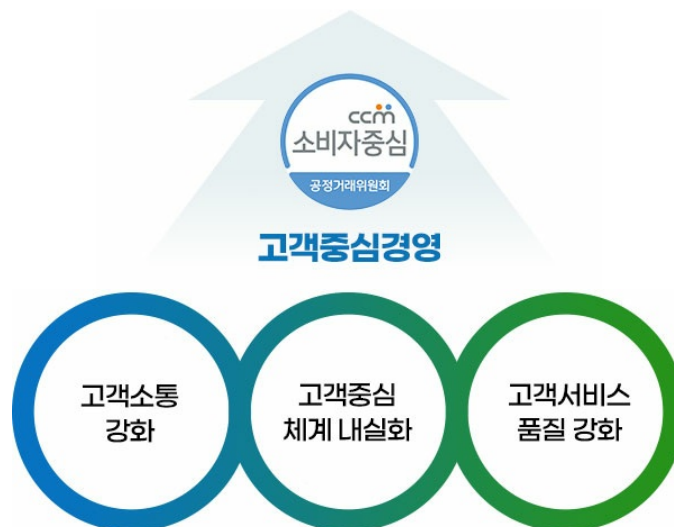 ccm
소비자중심
공정거래위원회
고객중심경영
고객소통
강화
고객중심
체계 내실화
고객서비스
품질 강화